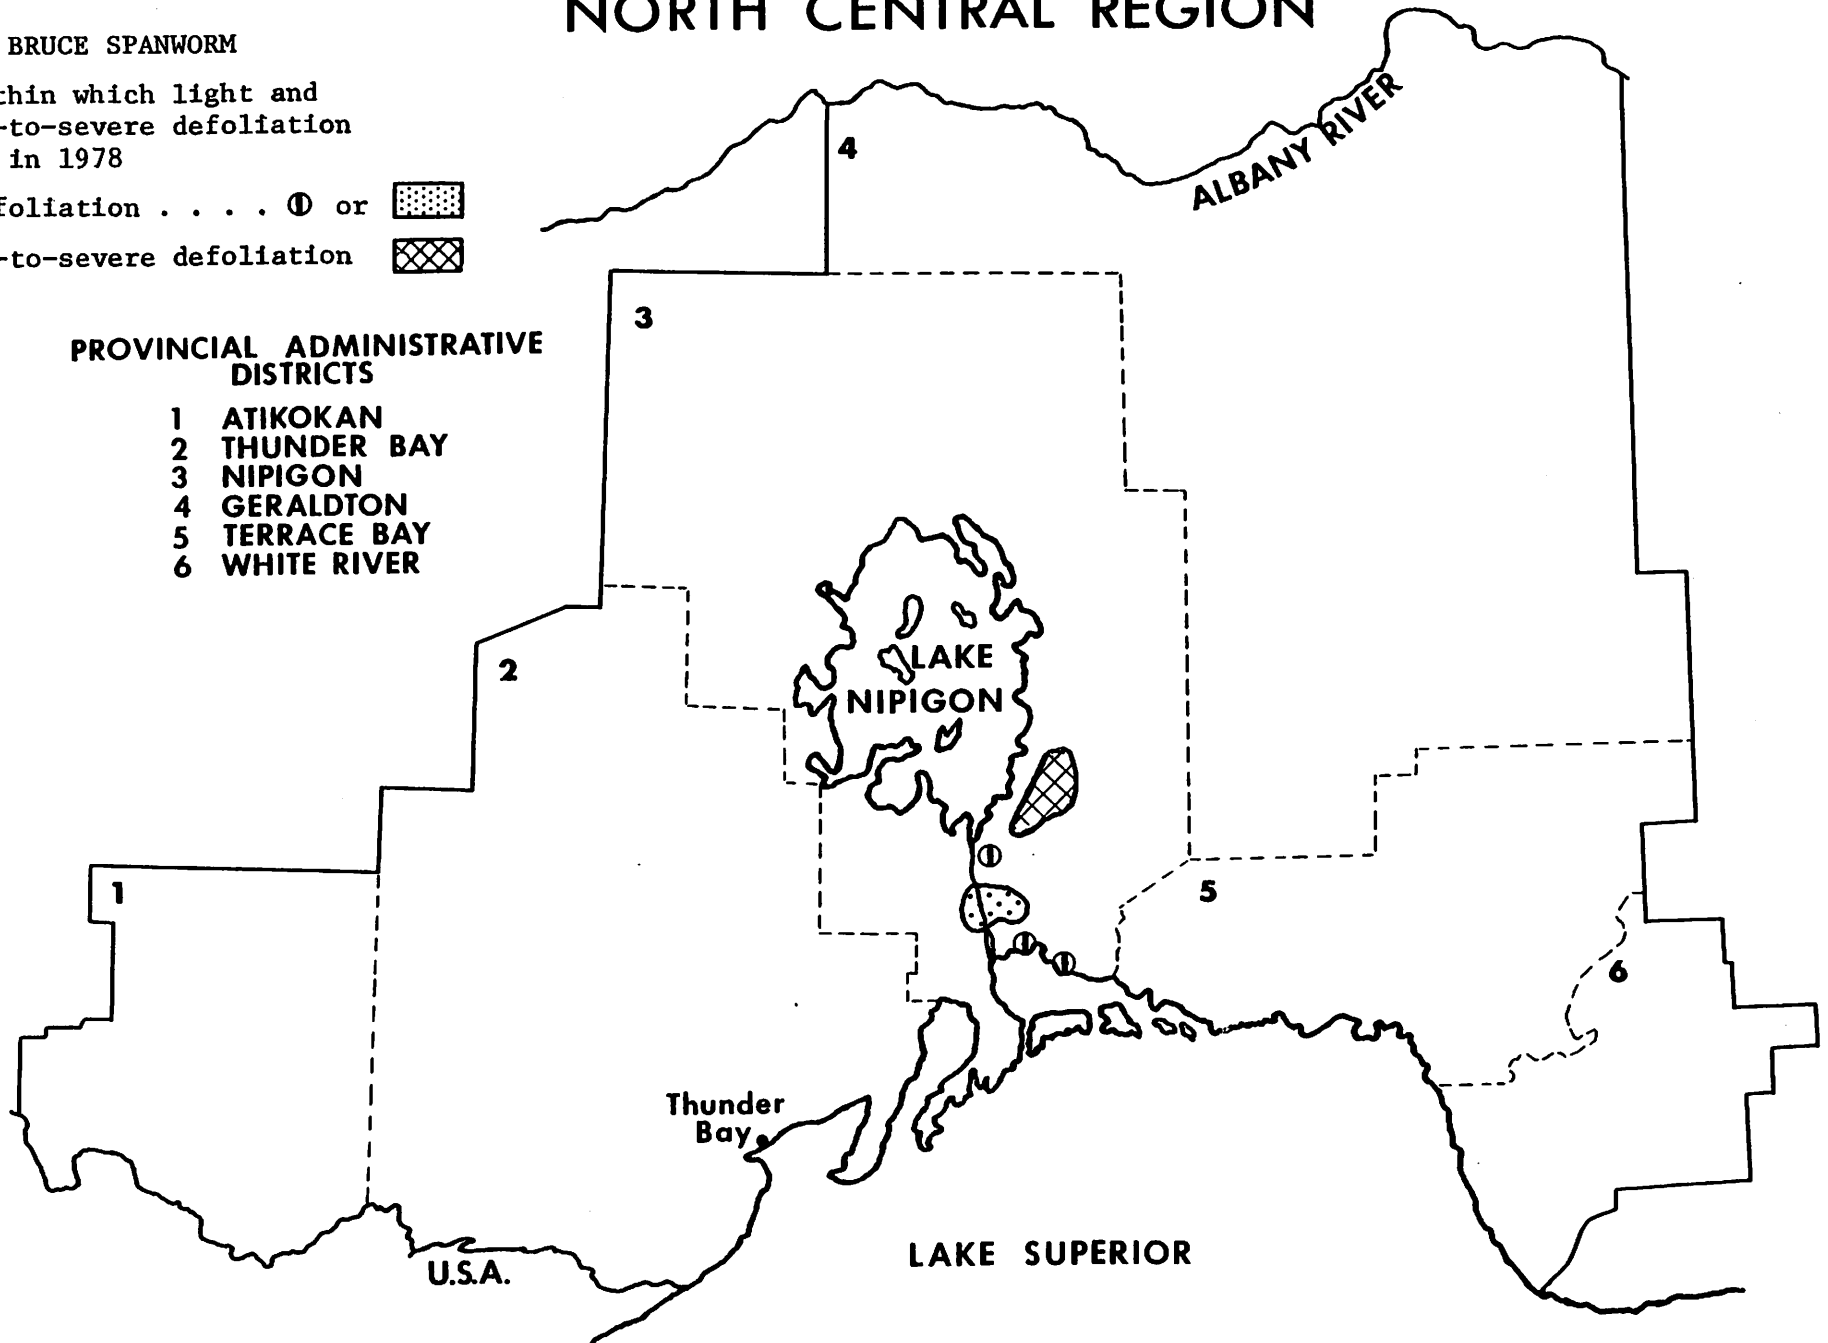 NORTH CENTRAL REGION
BRUCE SPANWORM
which light and
-to-severe defoliation
in 1978
. . . . or
-to-severe defoliation
PROVINCIAL ADMINISTRATIVE
DISTRICTS
1 ATIKOKAN
2 THUNDER BAY
3 NIPIGON
4 GERALDTON
5 TERRACE BAY
6 WHITE RIVER
4
ALBANY RIVER
3
2
LAKE
NIPIGON
1
5
6
Thunder
Bay
LAKE SUPERIOR
U.S.A.